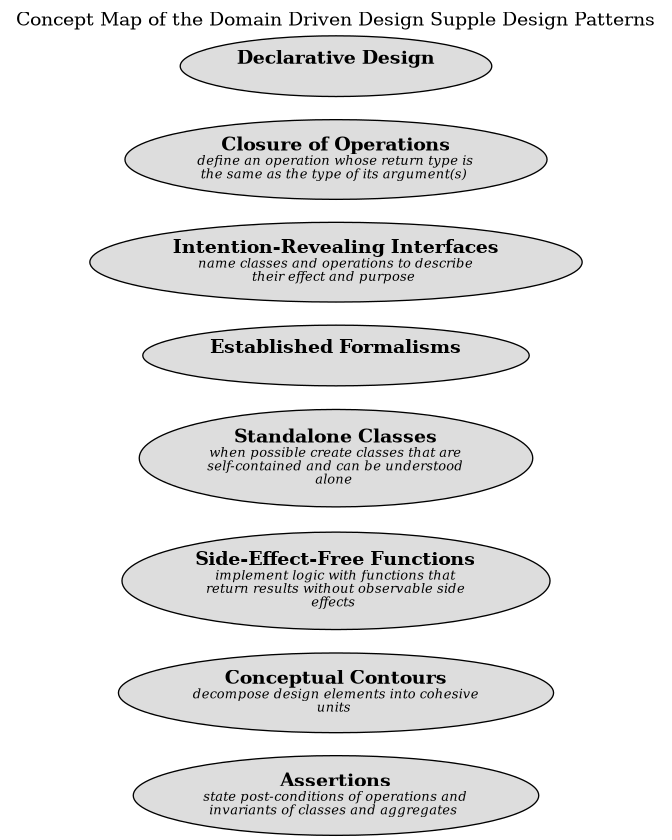 Concept Map of the Domain Driven Design Supple Design Patterns
Declarative Design
Closure of Operations
define an operation whose return type is
the same as the type of its argument(s)
Intention-Revealing Interfaces
name classes and operations to describe
their effect and purpose
Established Formalisms
Standalone Classes
when possible create classes that are
self-contained and can be understood
alone
Side-Effect-Free Functions
implement logic with functions that
return results without observable side
effects
Conceptual Contours
decompose design elements into cohesive
units
Assertions
state post-conditions of operations and
invariants of classes and aggregates